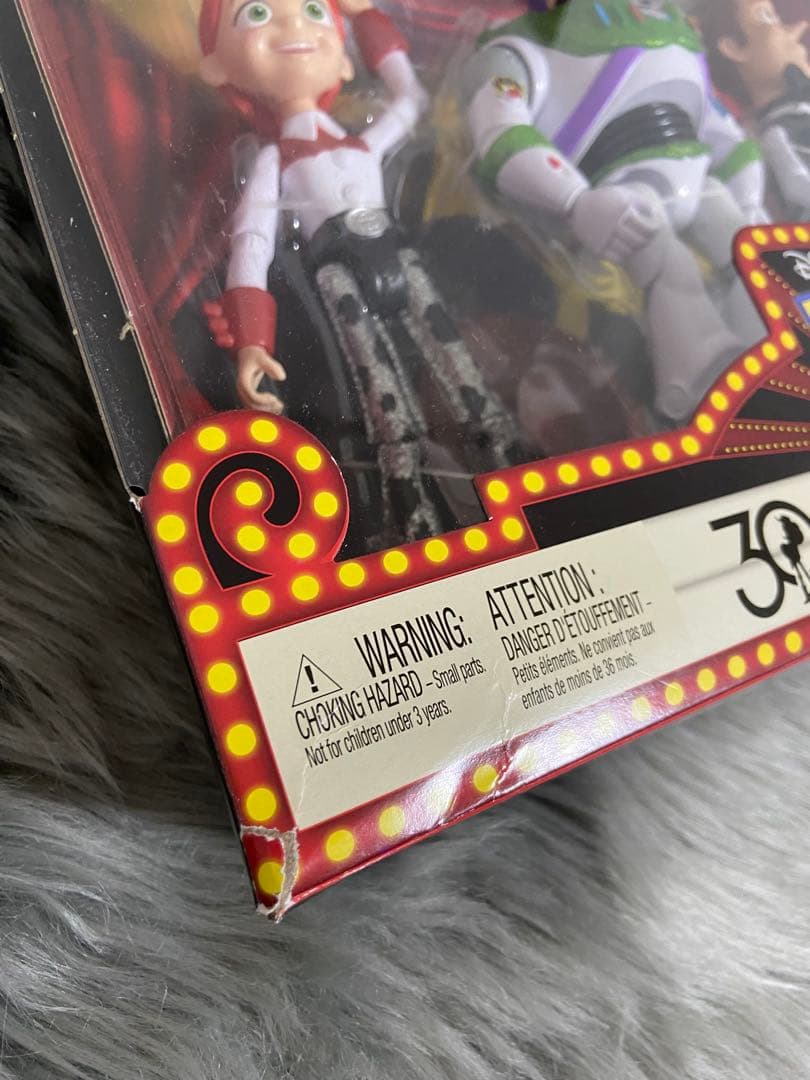 30
WARNING:
CHOKING HAZARD – Small parts.
Not for children under 3 years.
ATTENTION :
DANGER D'ÉTOUFFEMENT –
Petits éléments. Ne convient pas aux
enfants de moins de 36 mois.